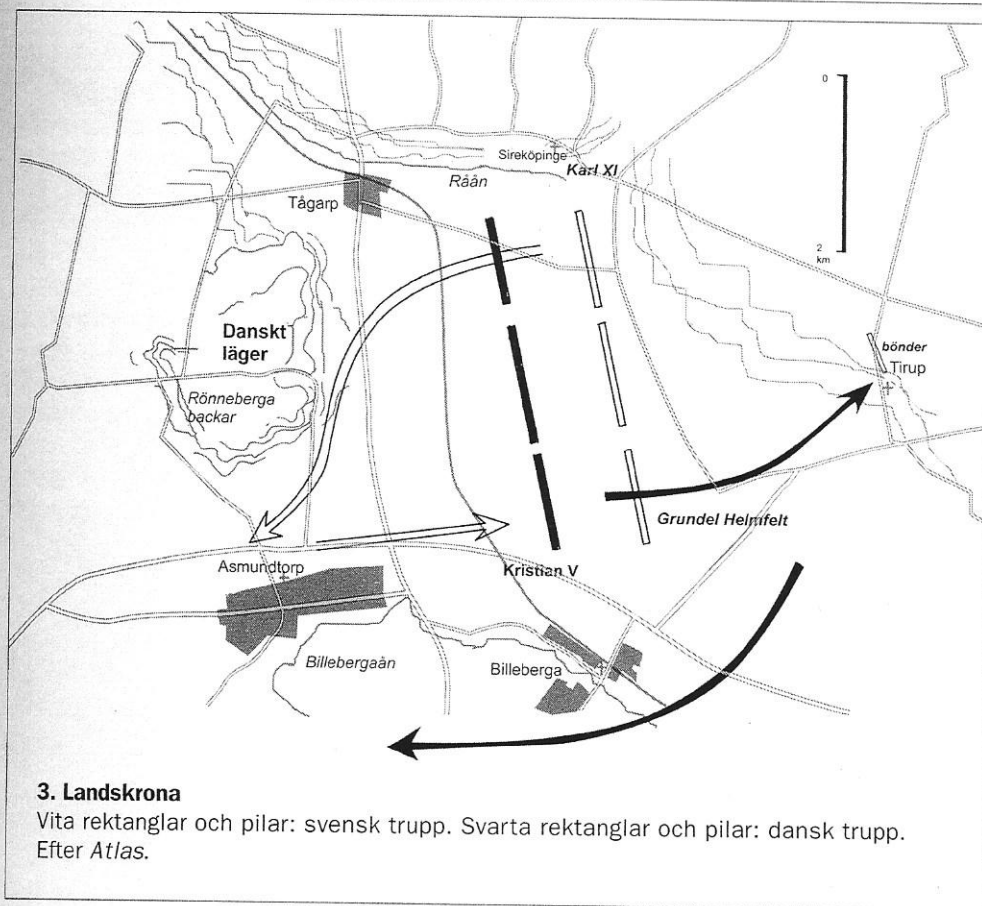 0
Sireköpinge
Karl XI
Råån
Tågarp
2
km
Danskt
läger
bönder
Tirup
Rönneberga
backar
Grundel Helmfelt
Asmundtorp
Kristian V
Billebergaån
Billeberga
3. Landskrona
Vita rektanglar och pilar: svensk trupp. Svarta rektanglar och pilar: dansk trupp.
Efter Atlas.